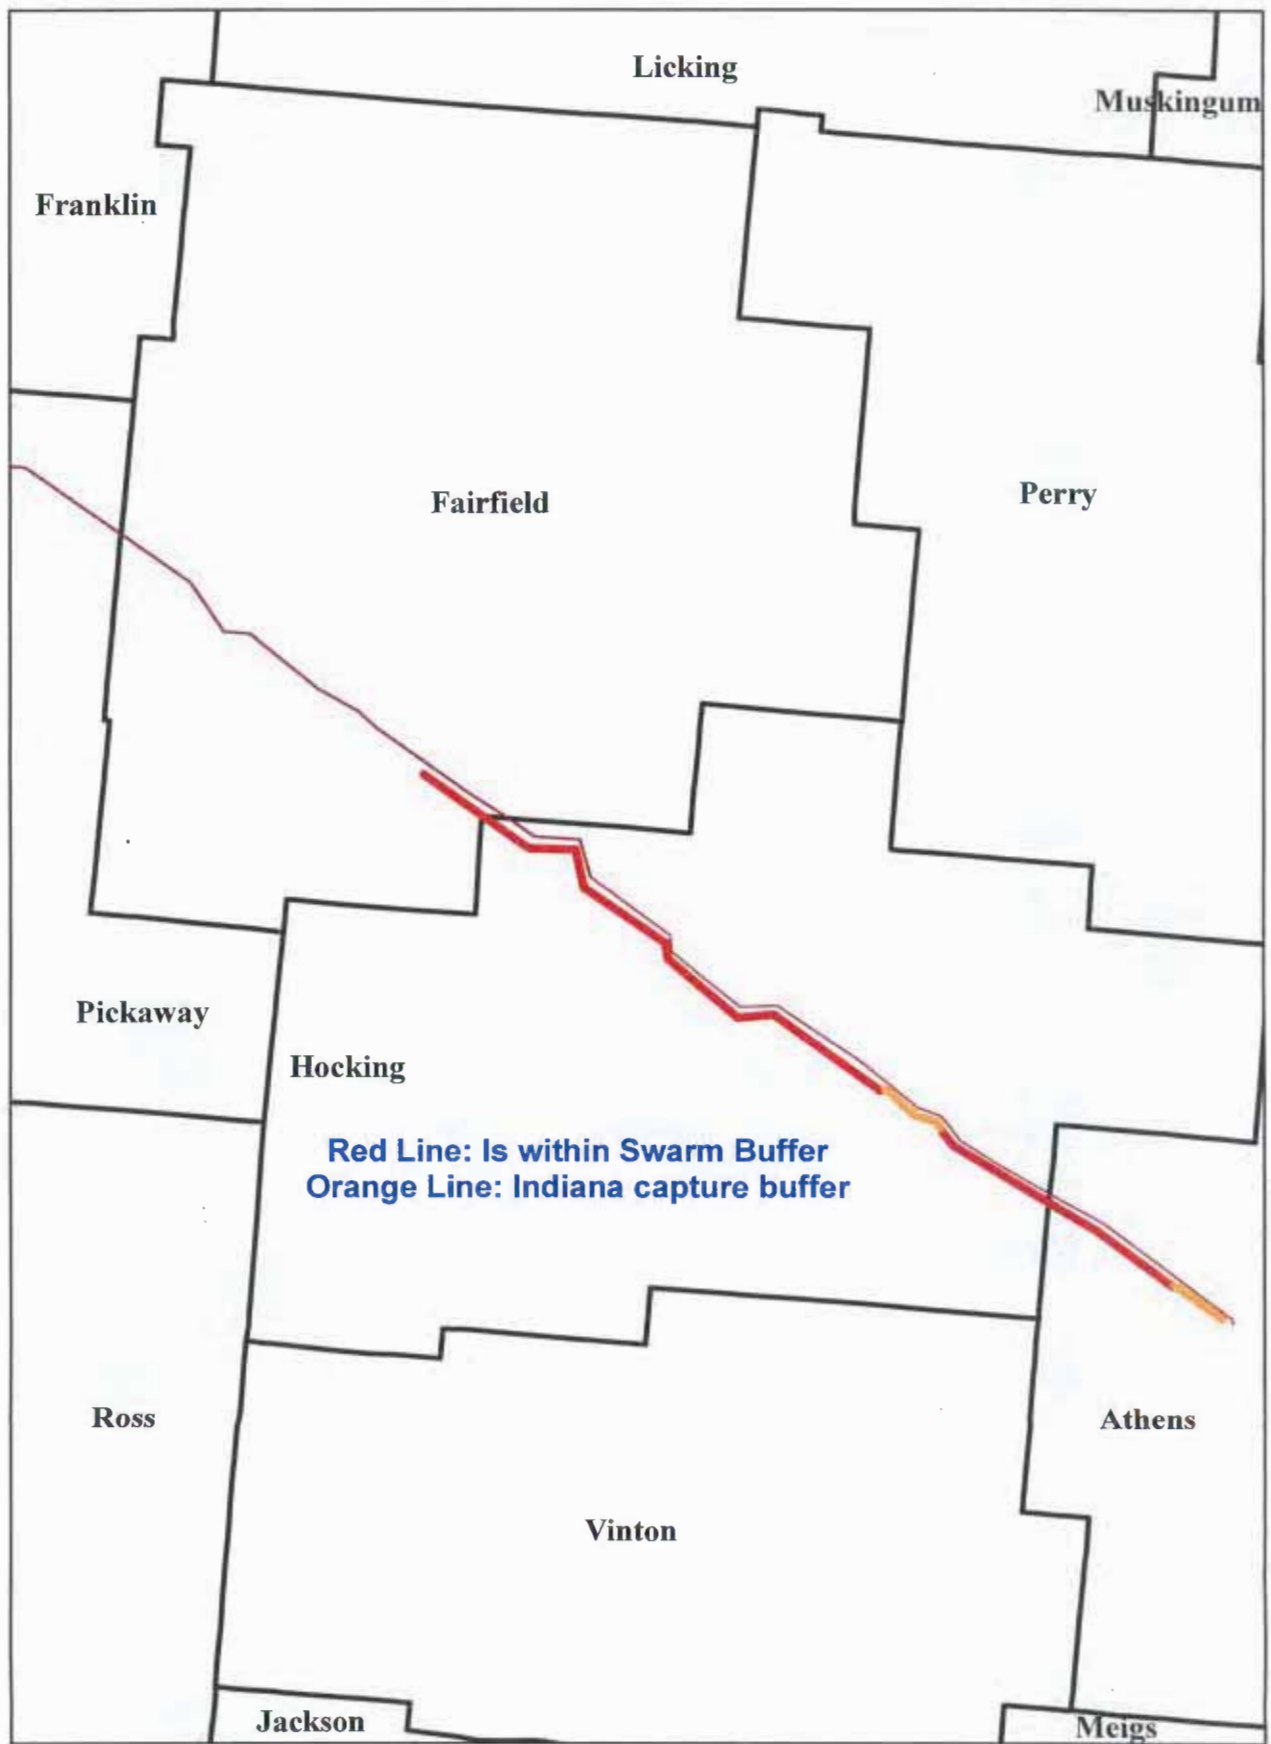 Licking
Muskingum
Franklin
Fairfield
Perry
Pickaway
Hocking
Red Line: Is within Swarm Buffer
Orange Line: Indiana capture buffer
Ross
Athens
Vinton
Jackson
Meigs